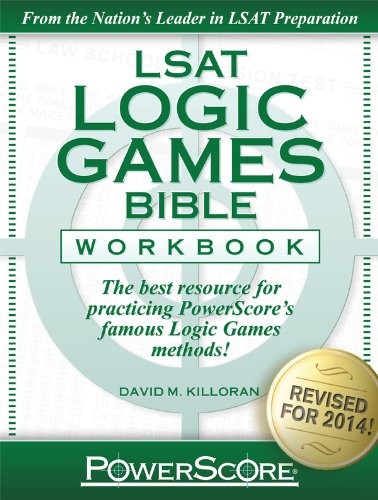 From the Nation's Leader in LSAT Preparation
LSAT
LOGIC
GAMES
BIBLE
WORKBOOK
The best resource for
practicing PowerScore's
famous Logic Games
methods!
DAVID M. KILLORAN
REVISED
FOR 2014!
POWERSCORE®